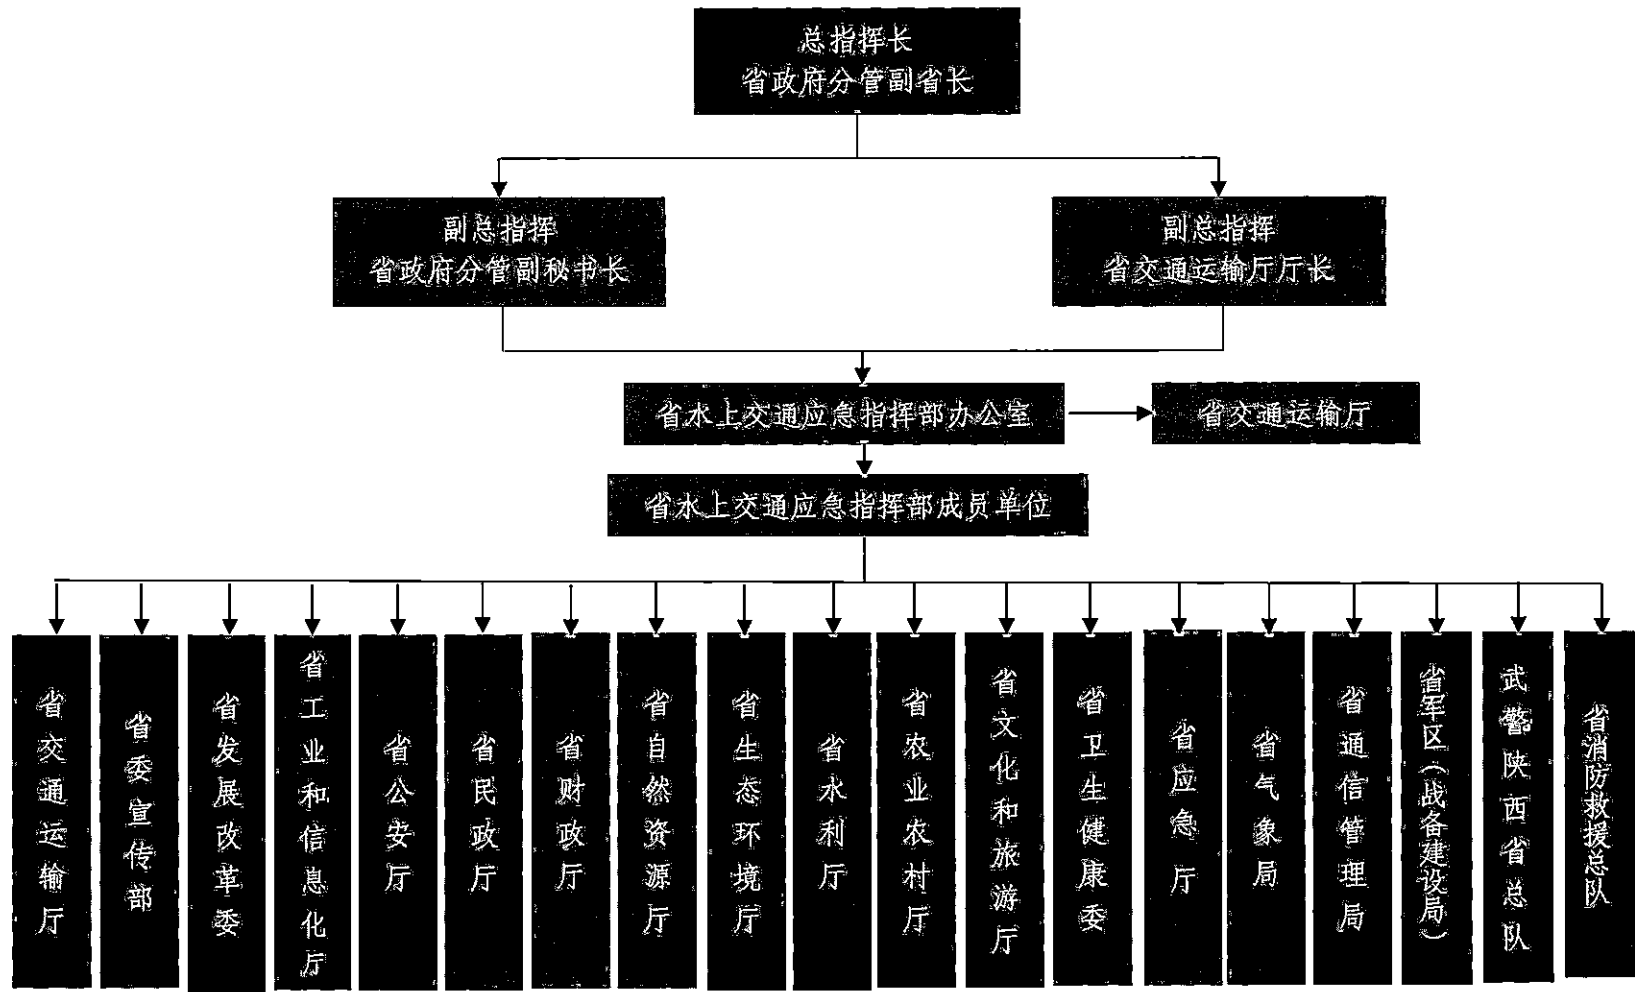 总指挥长
省政府分管副省长
副总指挥
省政府分管副秘书长
副总指挥
省交通运输厅厅长
省水上交通应急指挥部办公室
省交通运输厅
省水上交通应急指挥部成员单位
省交通运输厅
省委宣传部
省发展改革委
省工业和信息化厅
省公安厅
省民政厅
省财政厅
省自然资源厅
省生态环境厅
省水利厅
省农业农村厅
省文化和旅游厅
省卫生健康委
省应急厅
省气象局
省通信管理局
省军区（战备建设局）
武警陕西省总队
省消防救援总队